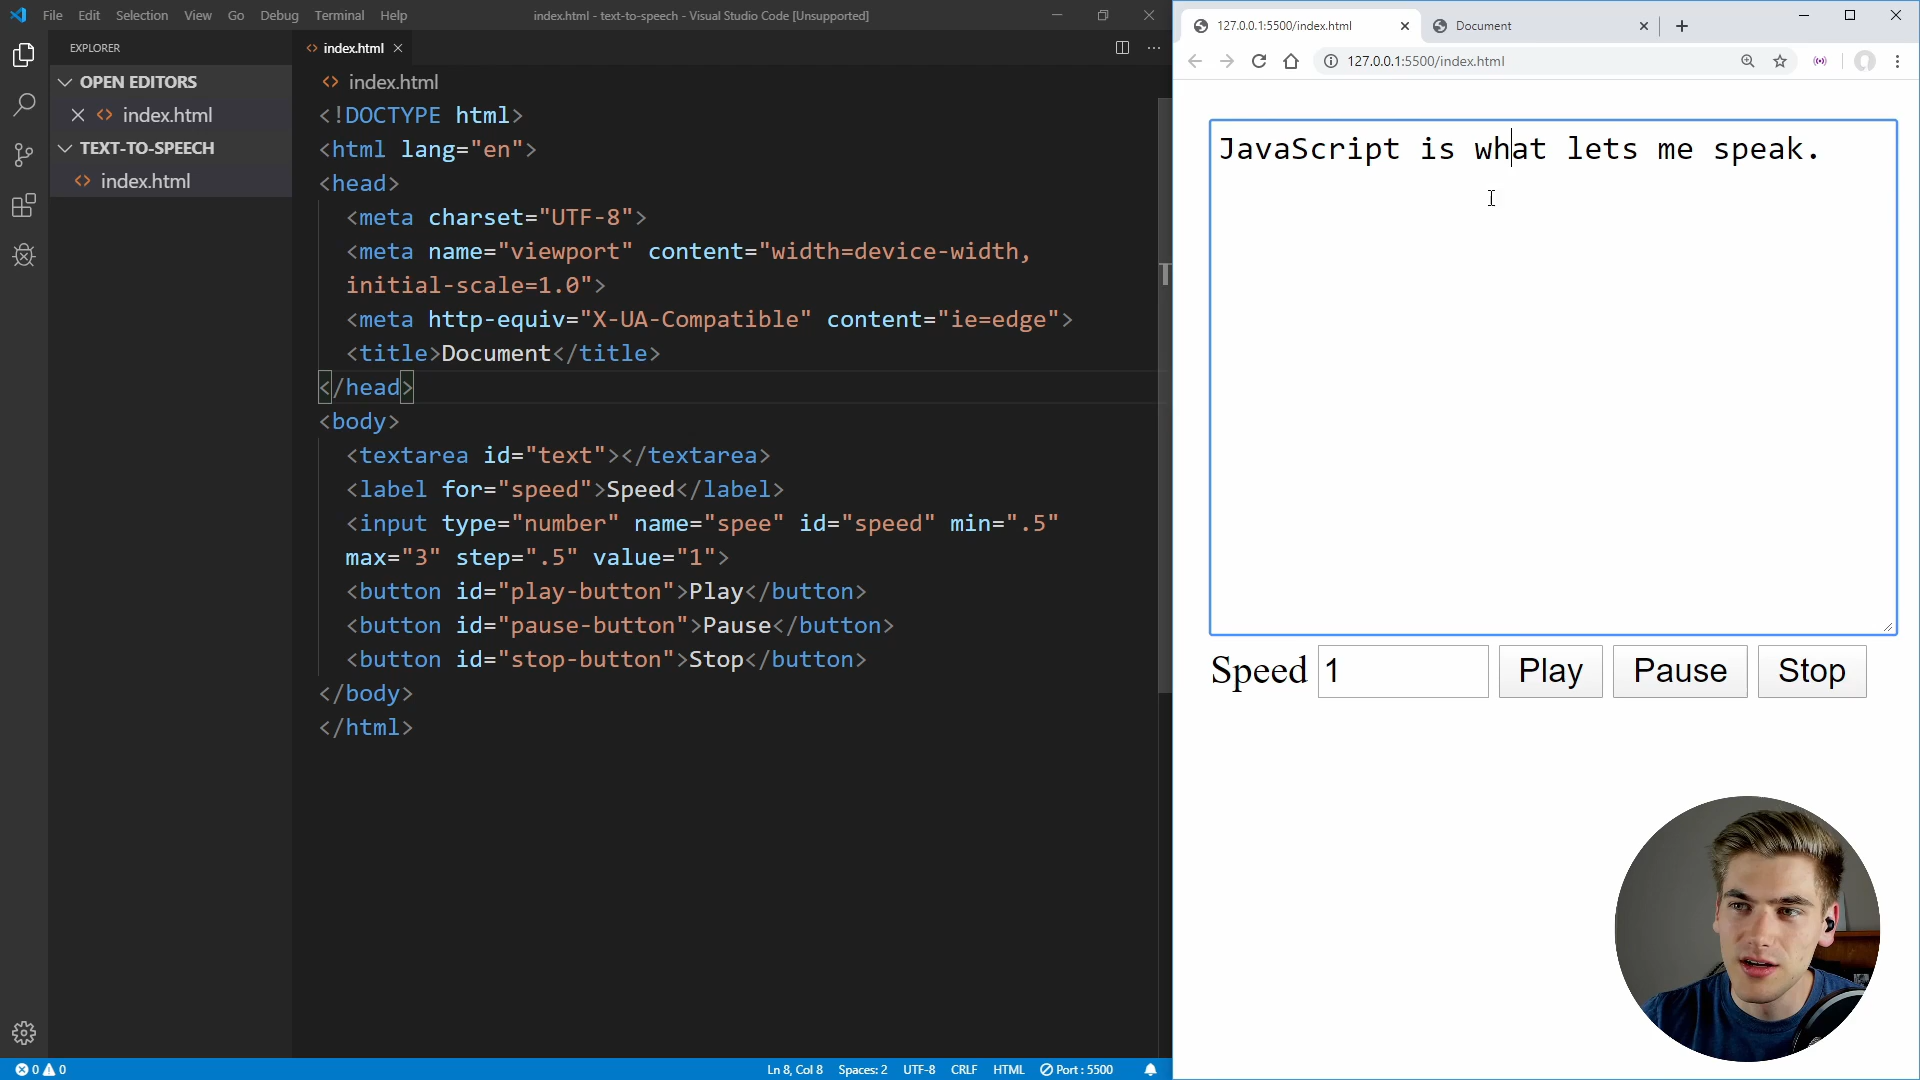 File Edit Selection View Go Debug Terminal Help
index.html - text-to-speech - Visual Studio Code [Unsupported]
EXPLORER
OPEN EDITORS
index.html
TEXT-TO-SPEECH
index.html
index.html
index.html
<!DOCTYPE html>
<html lang="en">
<head>
<meta charset="UTF-8">
<meta name="viewport" content="width=device-width,
initial-scale=1.0">
<meta http-equiv="X-UA-Compatible" content="ie=edge">
<title>Document</title>
</head>
<body>
<textarea id="text"></textarea>
<label for="speed">Speed</label>
<input type="number" name="spee" id="speed" min=".5"
max="3" step=".5" value="1">
<button id="play-button">Play</button>
<button id="pause-button">Pause</button>
<button id="stop-button">Stop</button>
</body>
</html>
0 0
Ln 8, Col 8 Spaces: 2 UTF-8 CRLF HTML Port : 5500
127.0.0.1:5500/index.html Document
127.0.0.1:5500/index.html
JavaScript is what lets me speak.
Speed 1 Play Pause Stop